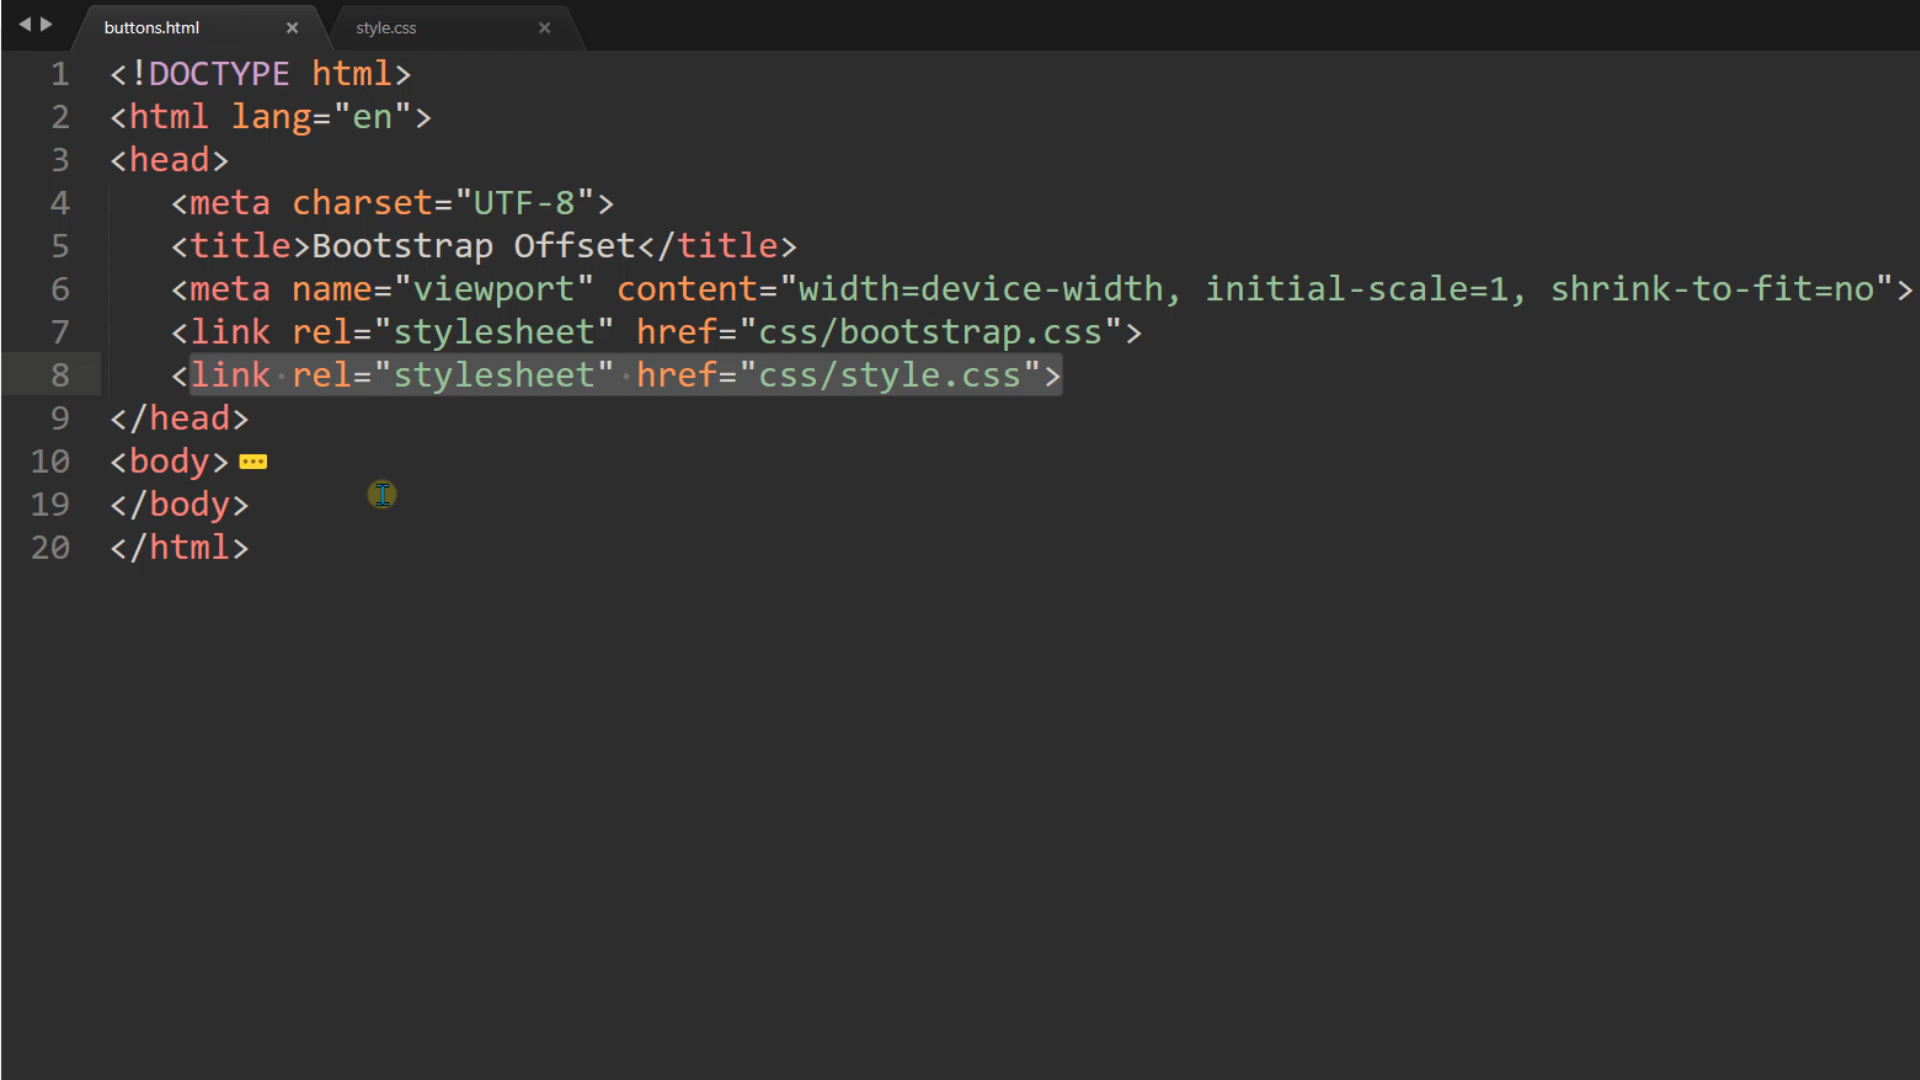 buttons.html × style.css ×
1 <!DOCTYPE html>
2 <html lang="en">
3 <head>
4 <meta charset="UTF-8">
5 <title>Bootstrap Offset</title>
6 <meta name="viewport" content="width=device-width, initial-scale=1, shrink-to-fit=no">
7 <link rel="stylesheet" href="css/bootstrap.css">
8 <link rel="stylesheet" href="css/style.css">
9 </head>
10 <body>
19 </body>
20 </html>